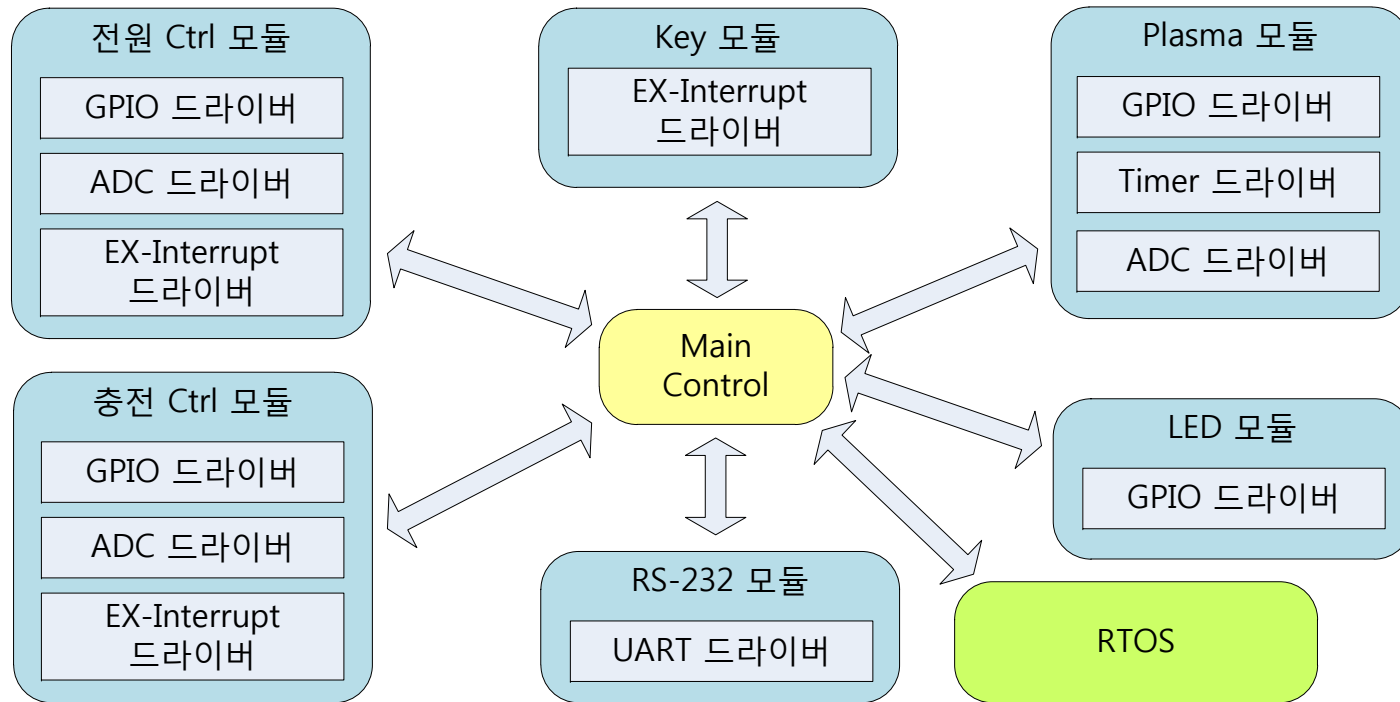 전원 Ctrl 모듈
GPIO 드라이버
ADC 드라이버
EX-Interrupt
드라이버
Key 모듈
EX-Interrupt
드라이버
Plasma 모듈
GPIO 드라이버
Timer 드라이버
ADC 드라이버
Main
Control
충전 Ctrl 모듈
GPIO 드라이버
ADC 드라이버
EX-Interrupt
드라이버
RS-232 모듈
UART 드라이버
LED 모듈
GPIO 드라이버
RTOS